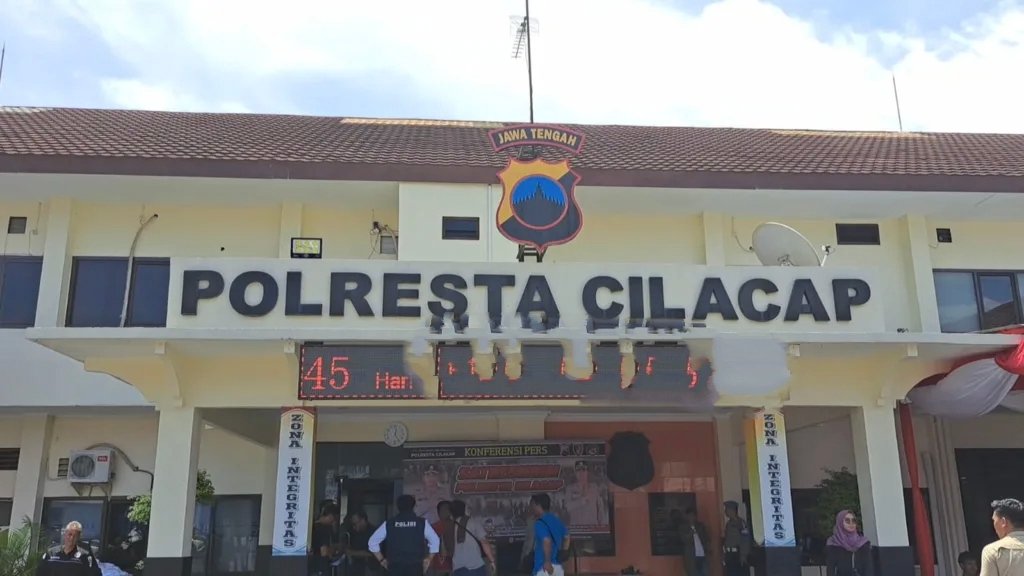 JAWA TENGAH
POLRESTA CILACAP
45 Hari
ZONA INTEGRITAS
POLRESTA CILACAP
KONFERENSI PERS
ZONA INTEGRITAS
POLISI